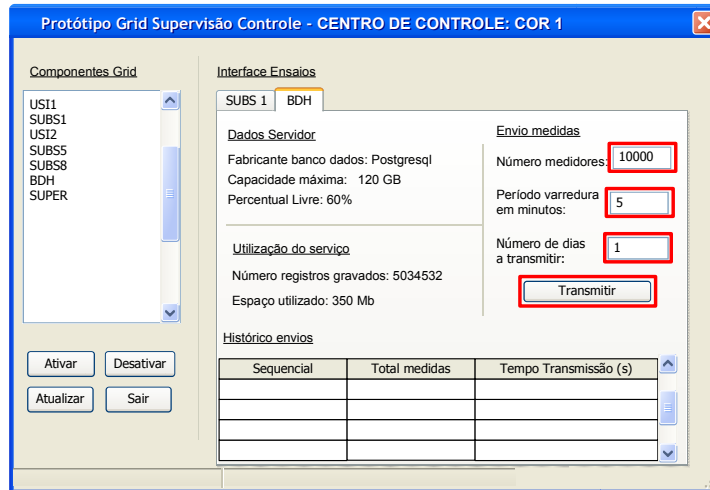 Protótipo Grid Supervisão Controle - CENTRO DE CONTROLE: COR 1
Componentes Grid
USI1
SUBS1
USI2
SUBS5
SUBS8
BDH
SUPER
Ativar
Desativar
Atualizar
Sair
Interface Ensaios
SUBS 1
BDH
Dados Servidor
Fabricante banco dados: Postgresql
Capacidade máxima: 120 GB
Percentual Livre: 60%
Utilização do serviço
Número registros gravados: 5034532
Espaço utilizado: 350 Mb
Envio medidas
Número medidores: 10000
Período varredura
em minutos: 5
Número de dias
a transmitir: 1
Transmitir
Histórico envios
Sequencial Total medidas Tempo Transmissão (s)